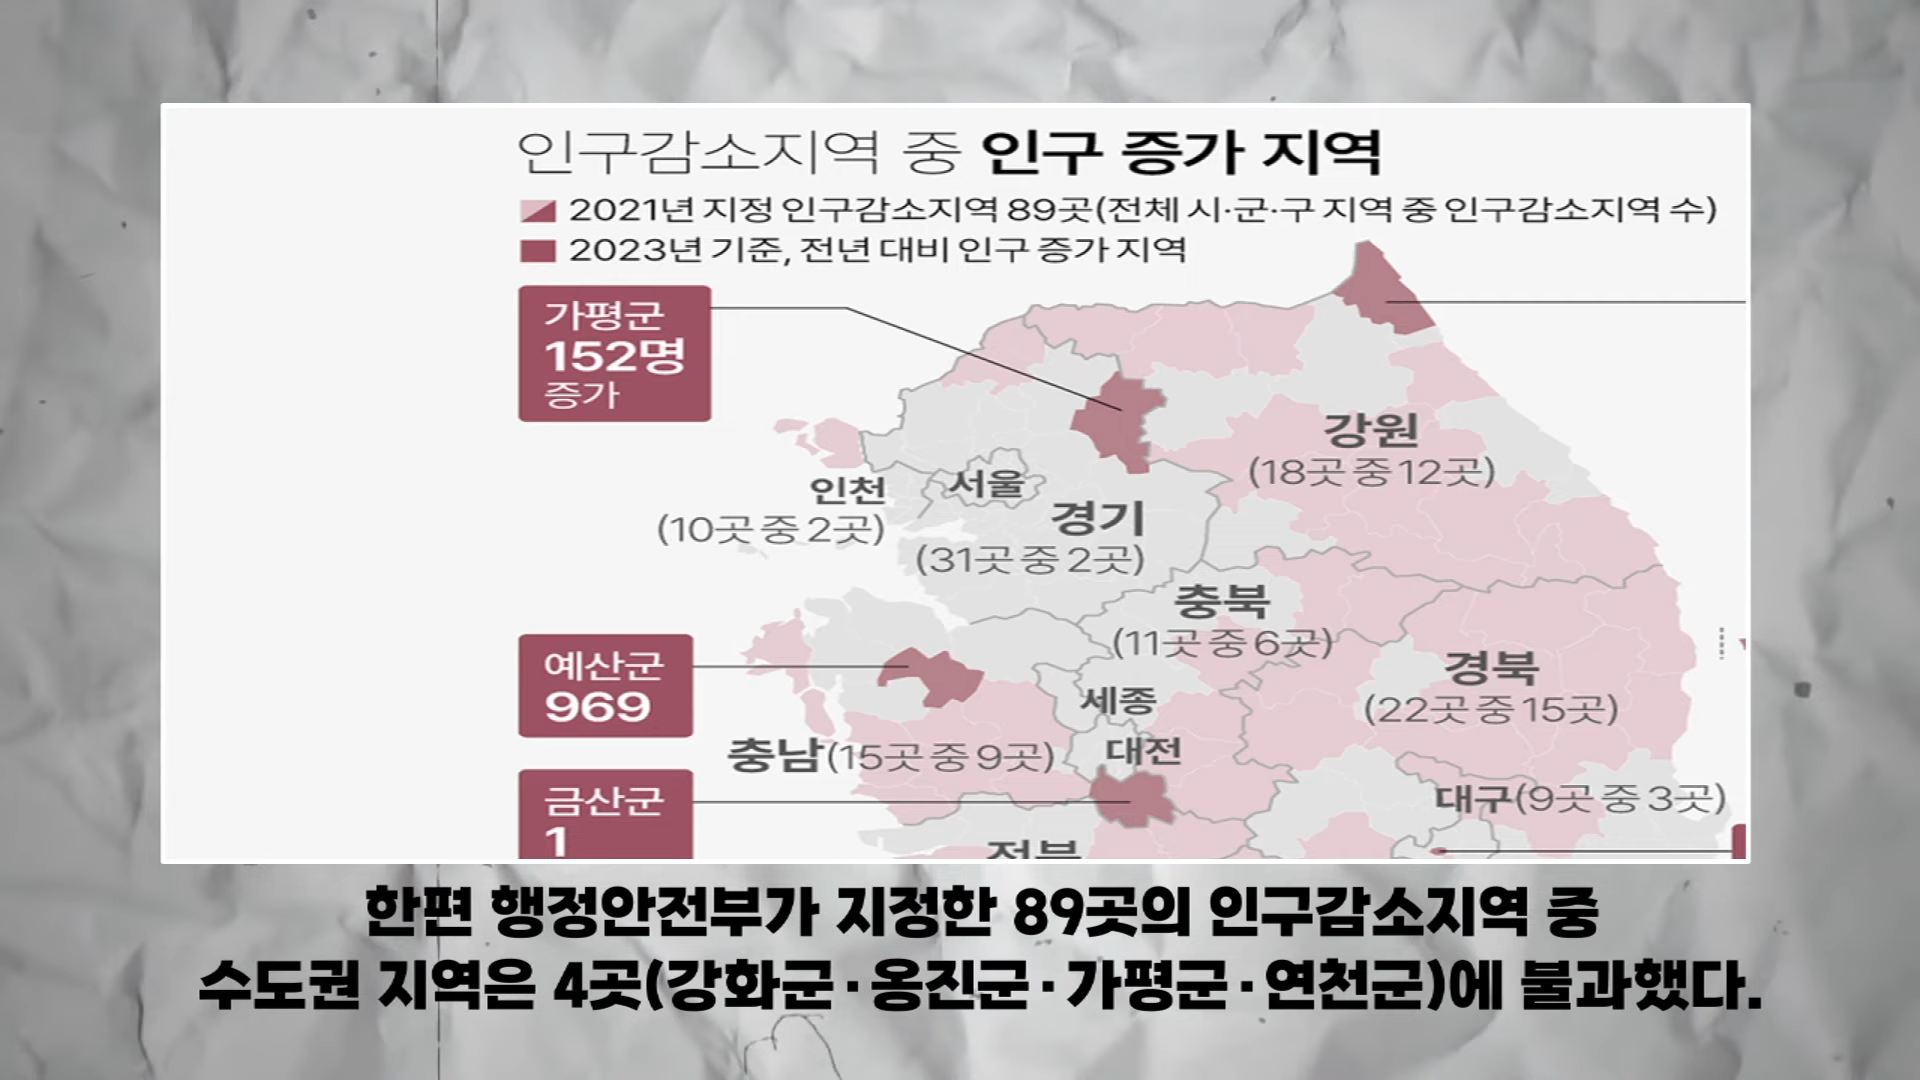 인구감소지역 중 인구 증가 지역
2021년 지정 인구감소지역 89곳(전체 시·군·구 지역 중 인구감소지역 수)
2023년 기준, 전년 대비 인구 증가 지역
가평군
152명
증가
강원
(18곳 중 12곳)
인천
(10곳 중 2곳)
서울
경기
(31곳 중 2곳)
충북
(11곳 중 6곳)
예산군
969
경북
(22곳 중 15곳)
세종
충남(15곳 중 9곳)
대전
금산군
1
대구(9곳 중 3곳)
전북
한편 행정안전부가 지정한 89곳의 인구감소지역 중
수도권 지역은 4곳(강화군·옹진군·가평군·연천군)에 불과했다.